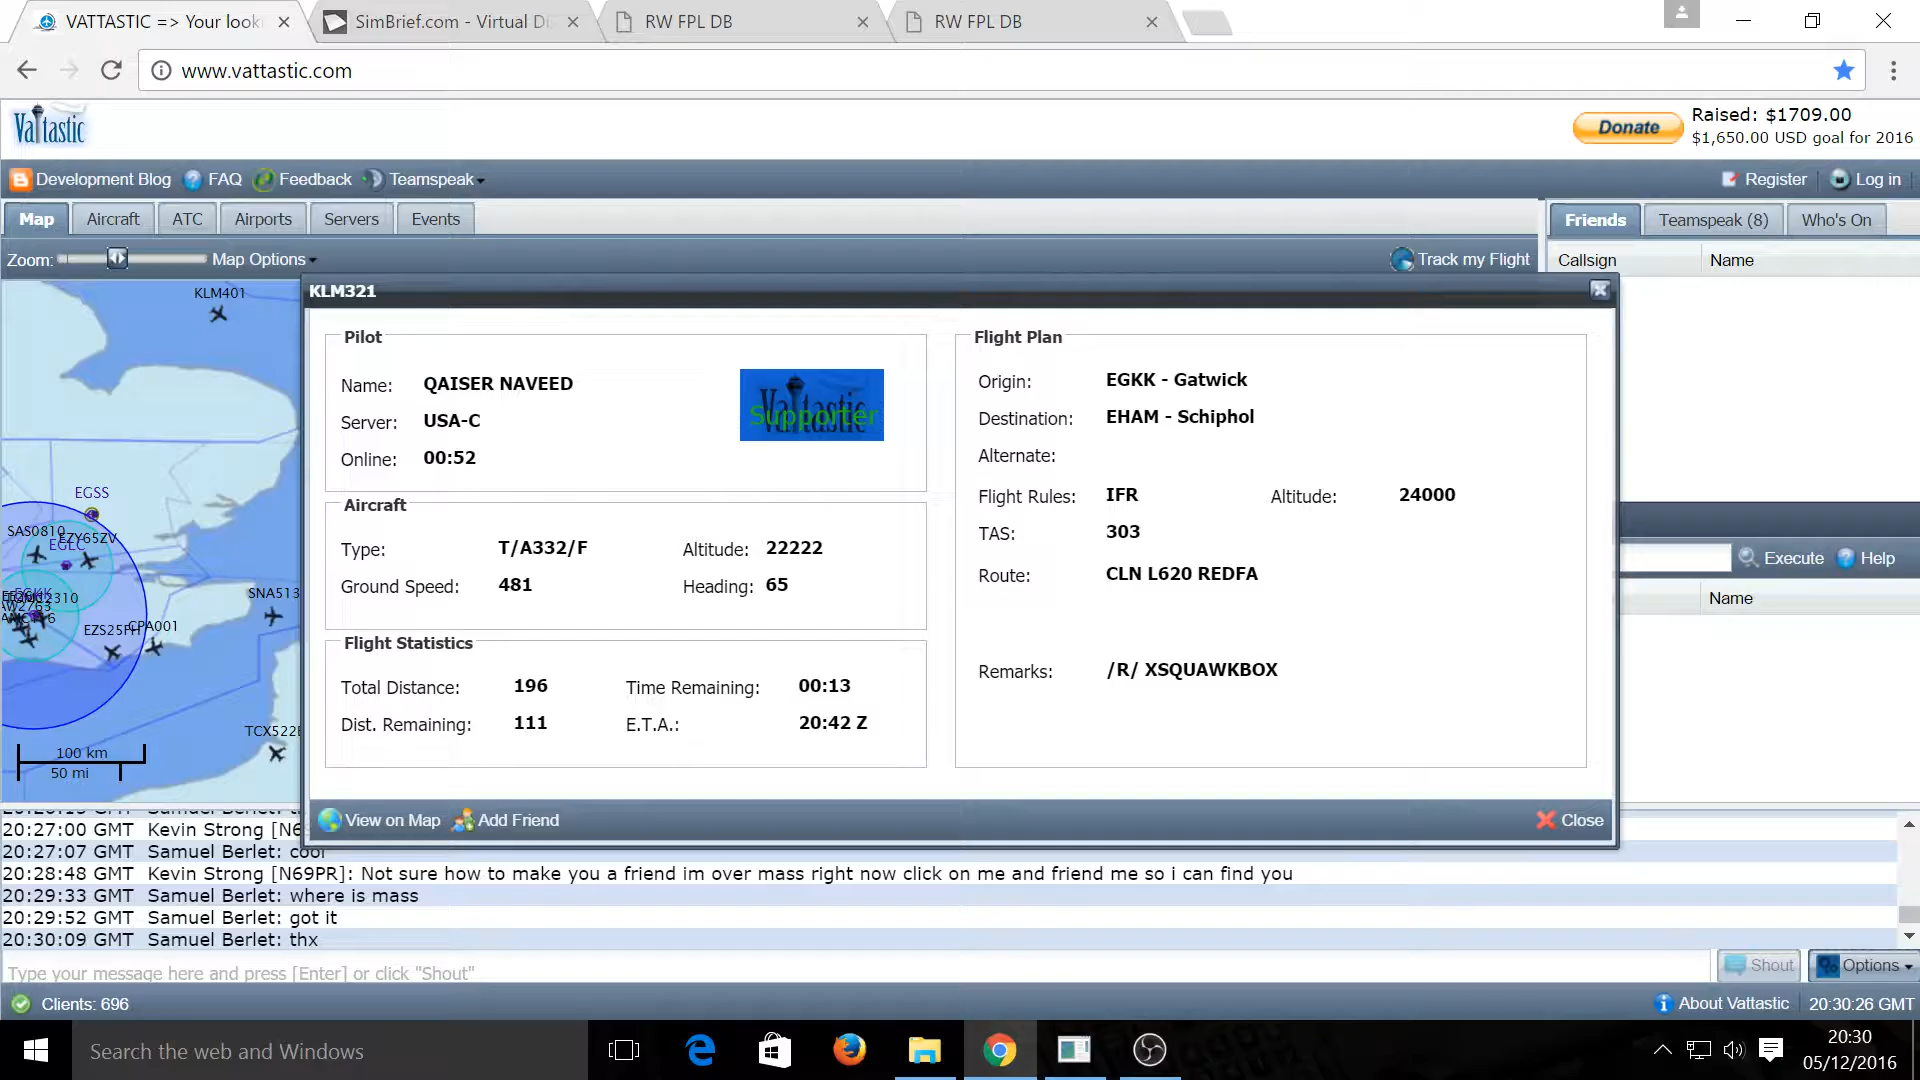 VATTASTIC => Your look
SimBrief.com - Virtual Di
RW FPL DB
RW FPL DB
www.vattastic.com
Vattastic
Donate
Raised: $1709.00
$1,650.00 USD goal for 2016
Development Blog
FAQ
Feedback
Teamspeak
Register
Log in
Map
Aircraft
ATC
Airports
Servers
Events
Friends
Teamspeak (8)
Who's On
Zoom:
Map Options
Track my Flight
Callsign
Name
KLM401
EGSS
SAS0810
EZY65ZV
EGLC
EGKK
SNA513
EZS25FH
CPA001
TCX522
100 km
50 mi
KLM321
Pilot
Name: QAISER NAVEED
Server: USA-C
Online: 00:52
Vattastic
Supporter
Aircraft
Type: T/A332/F Altitude: 22222
Ground Speed: 481 Heading: 65
Flight Statistics
Total Distance: 196 Time Remaining: 00:13
Dist. Remaining: 111 E.T.A.: 20:42 Z
Flight Plan
Origin: EGKK - Gatwick
Destination: EHAM - Schiphol
Alternate:
Flight Rules: IFR Altitude: 24000
TAS: 303
Route: CLN L620 REDFA
Remarks: /R/ XSQUAWKBOX
View on Map
Add Friend
Close
Execute
Help
Name
20:27:00 GMT Kevin Strong [N6
20:27:07 GMT Samuel Berlet: cool
20:28:48 GMT Kevin Strong [N69PR]: Not sure how to make you a friend im over mass right now click on me and friend me so i can find you
20:29:33 GMT Samuel Berlet: where is mass
20:29:52 GMT Samuel Berlet: got it
20:30:09 GMT Samuel Berlet: thx
Type your message here and press [Enter] or click "Shout"
Shout
Options
Clients: 696
About Vattastic
20:30:26 GMT
Search the web and Windows
20:30
05/12/2016